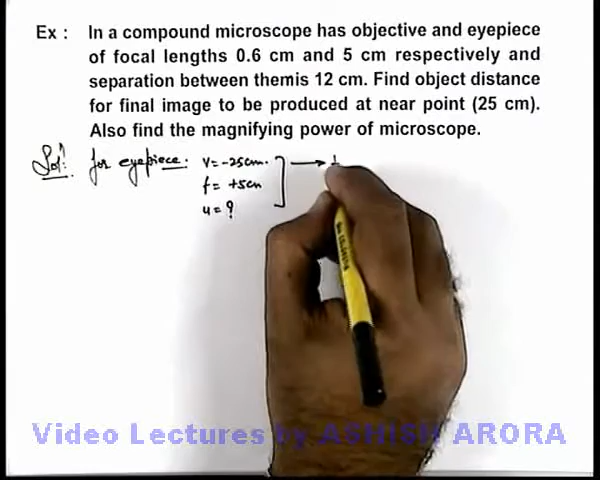 Ex : In a compound microscope has objective and eyepiece
of focal lengths 0.6 cm and 5 cm respectively and
separation between themis 12 cm. Find object distance
for final image to be produced at near point (25 cm).
Also find the magnifying power of microscope.
Sol: for eyepiece: v = -25cm.
f = +5cm
u = ?
Video Lectures by ASHISH ARORA